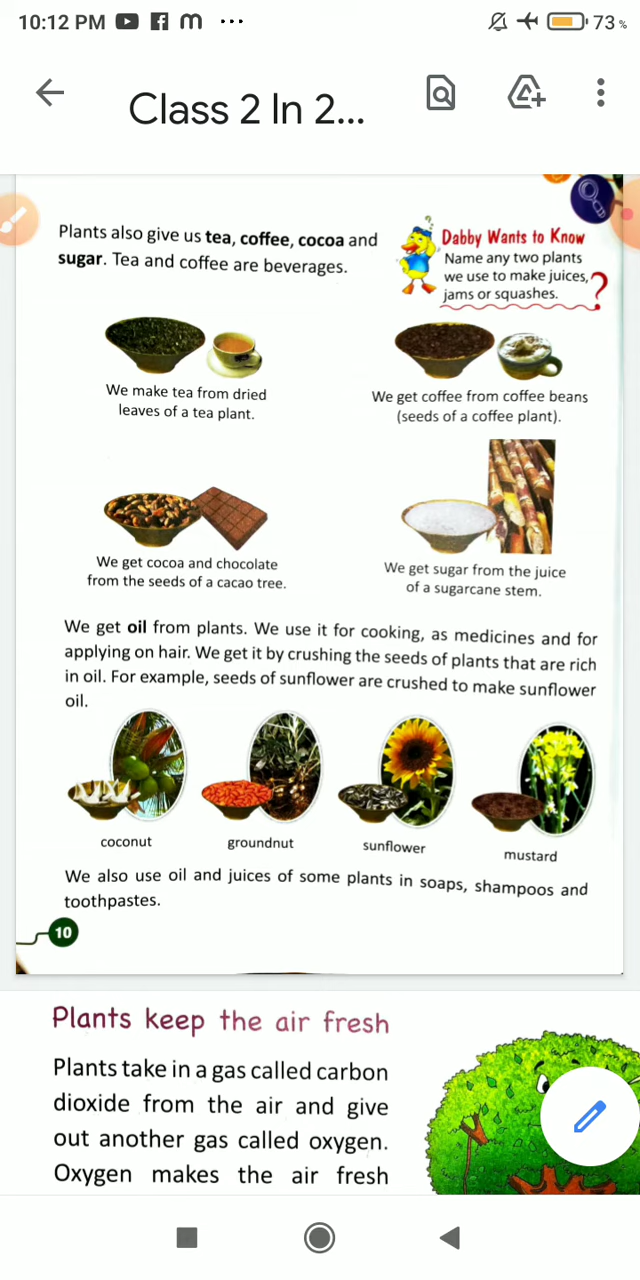 10:12 PM
73%
Class 2 In 2...
Plants also give us tea, coffee, cocoa and
sugar. Tea and coffee are beverages.
Dabby Wants to Know
Name any two plants
we use to make juices,
jams or squashes.
?
We make tea from dried
leaves of a tea plant.
We get coffee from coffee beans
(seeds of a coffee plant).
We get cocoa and chocolate
from the seeds of a cacao tree.
We get sugar from the juice
of a sugarcane stem.
We get oil from plants. We use it for cooking, as medicines and for
applying on hair. We get it by crushing the seeds of plants that are rich
in oil. For example, seeds of sunflower are crushed to make sunflower
oil.
coconut
groundnut
sunflower
mustard
We also use oil and juices of some plants in soaps, shampoos and
toothpastes.
10
Plants keep the air fresh
Plants take in a gas called carbon
dioxide from the air and give
out another gas called oxygen.
Oxygen makes the air fresh